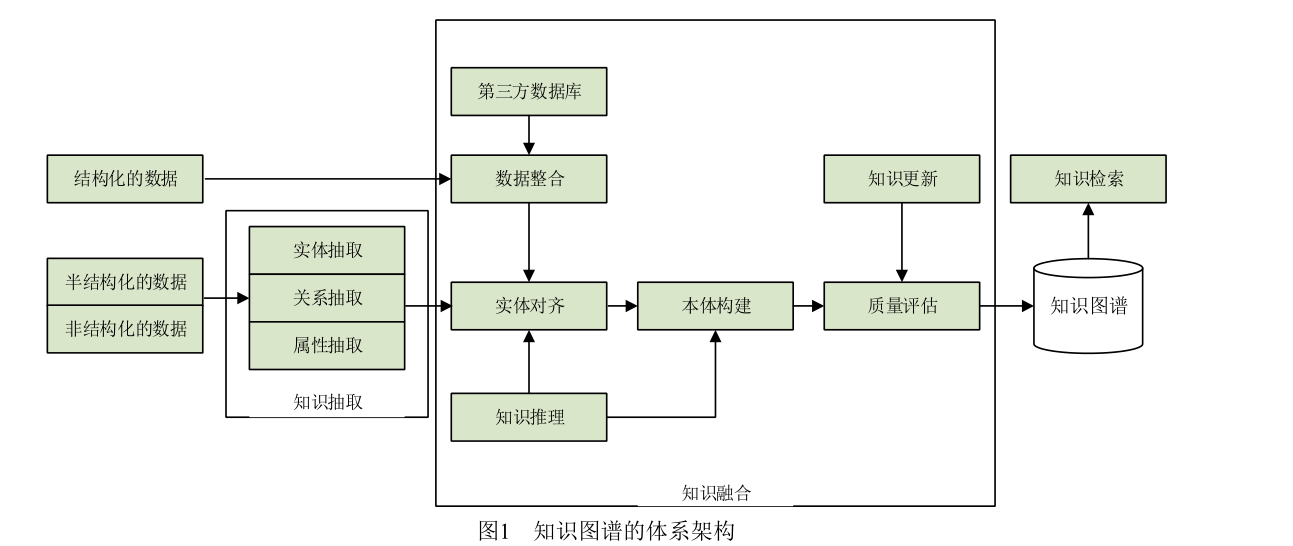 第三方数据库
结构化的数据
数据整合
知识更新
知识检索
实体抽取
半结构化的数据
关系抽取
非结构化的数据
属性抽取
知识抽取
实体对齐
本体构建
质量评估
知识图谱
知识推理
知识融合
图1 知识图谱的体系架构